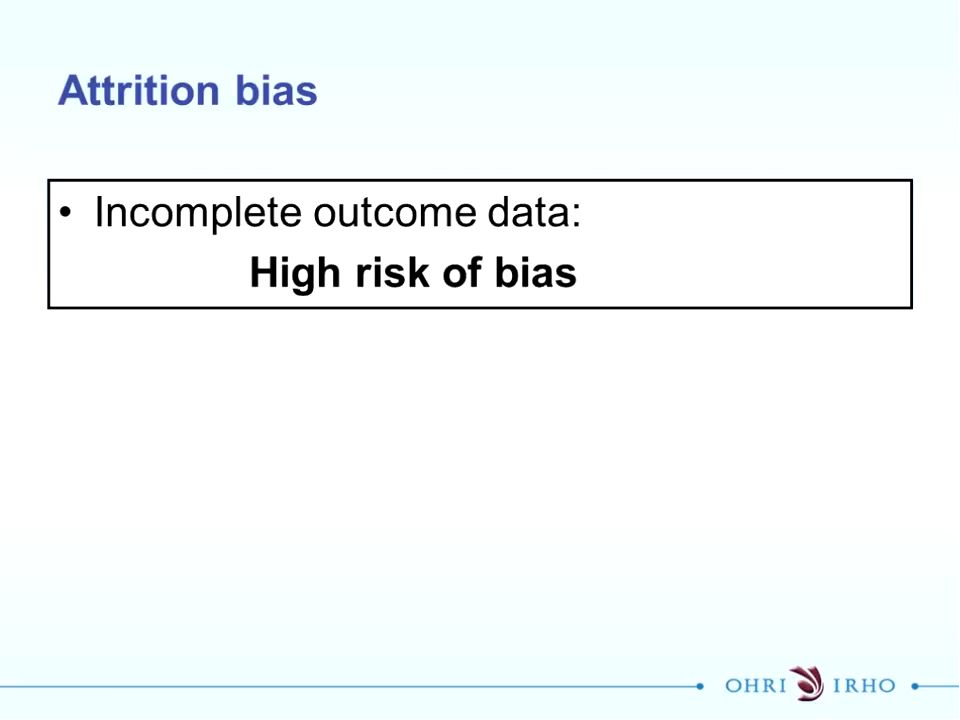 Attrition bias
• Incomplete outcome data:
High risk of bias
OHRI IRHO